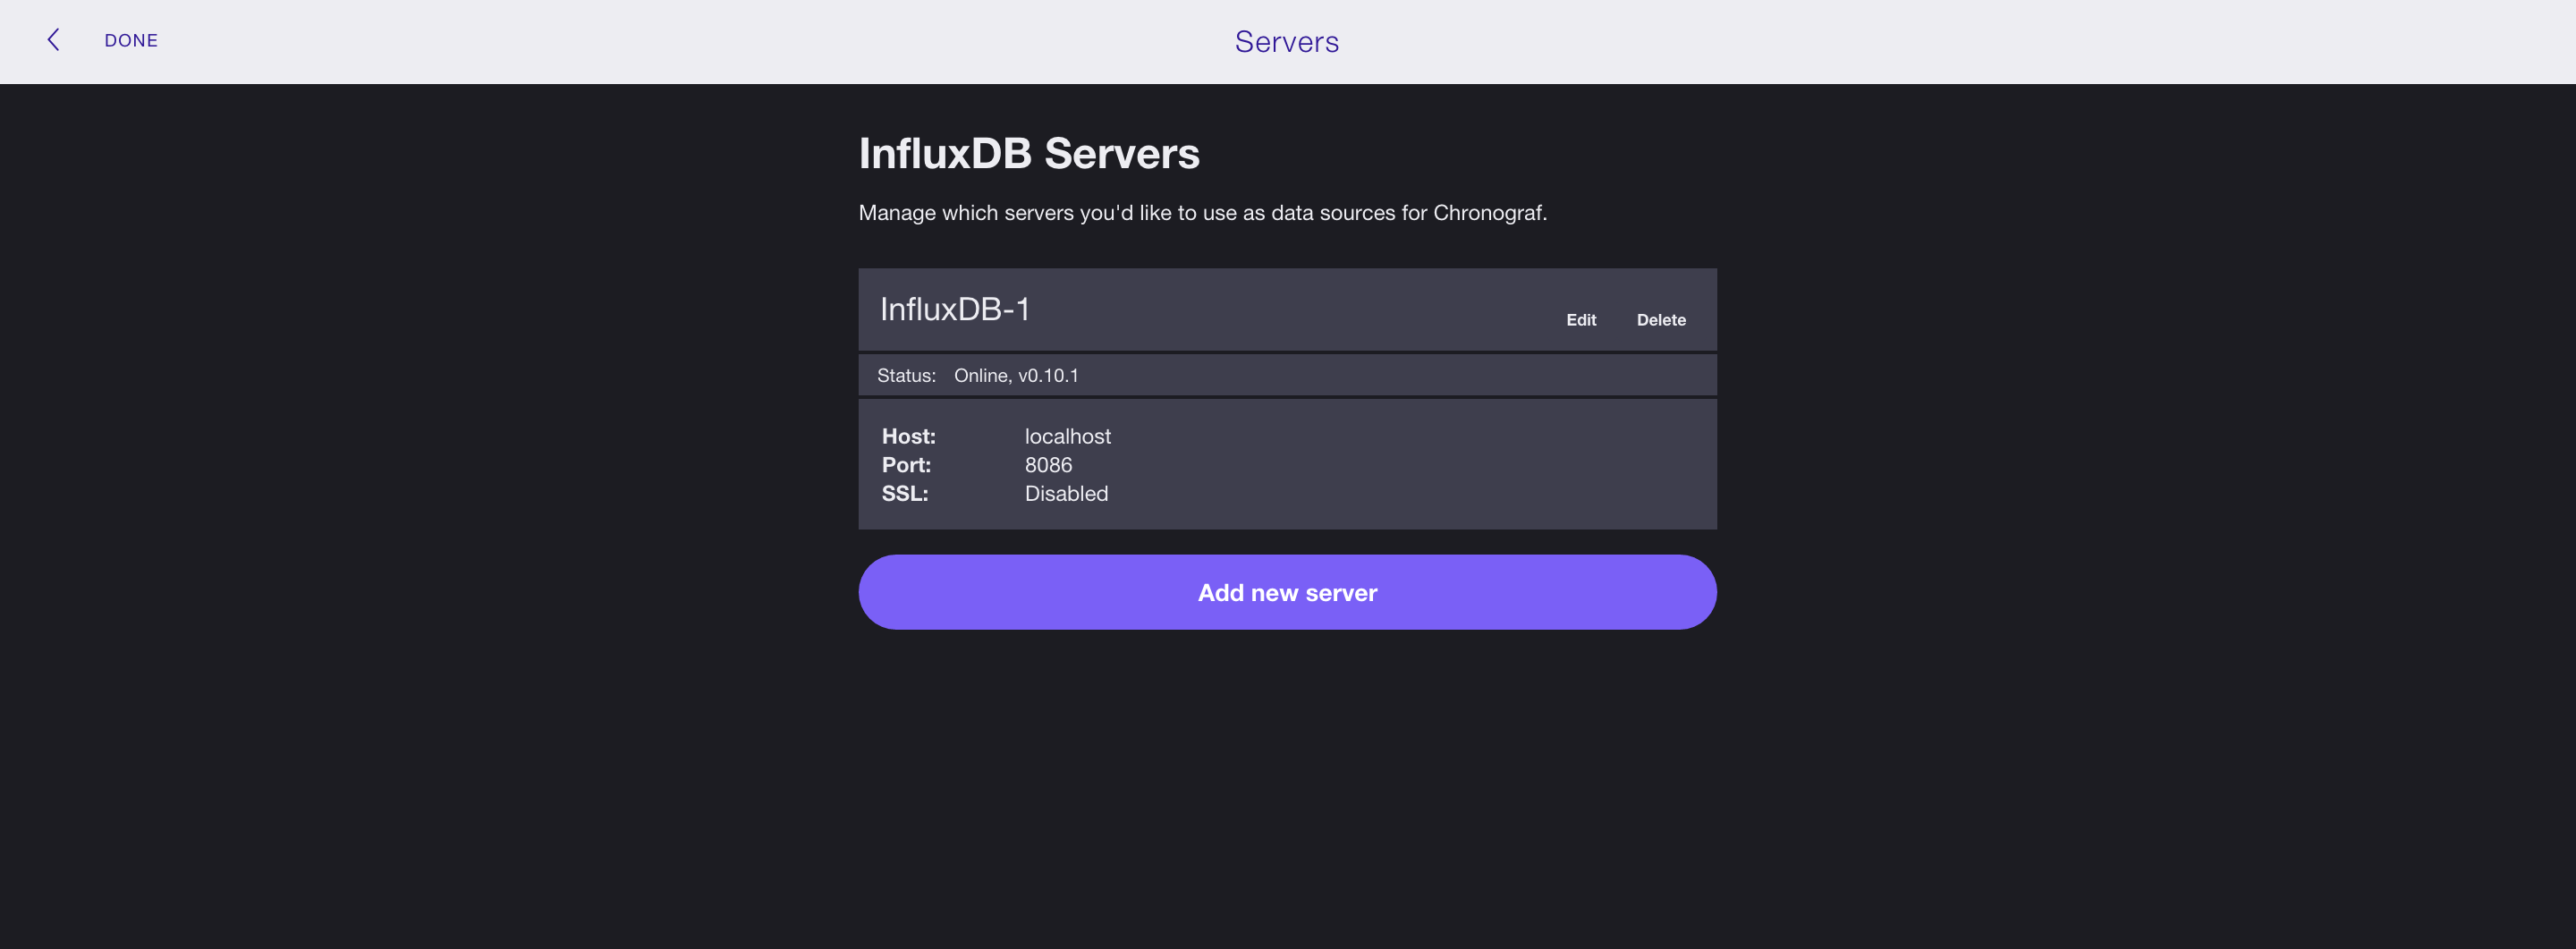 DONE
Servers
InfluxDB Servers
Manage which servers you'd like to use as data sources for Chronograf.
InfluxDB-1
Edit Delete
Status: Online, v0.10.1
Host: localhost
Port: 8086
SSL: Disabled
Add new server